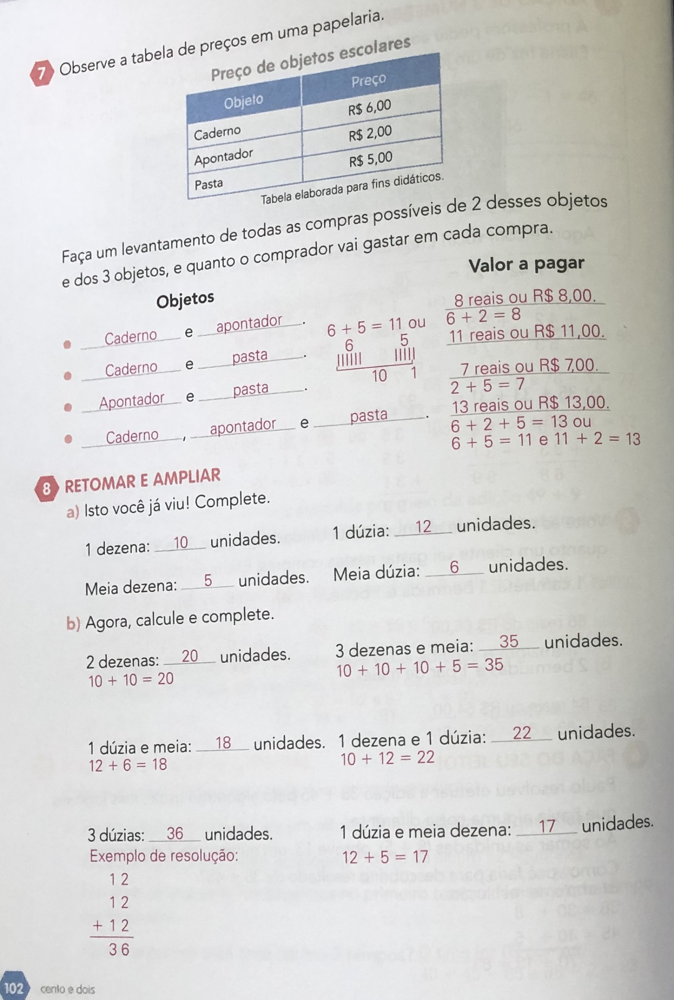 7 Observe a tabela de preços em uma papelaria.
Preço de objetos escolares
Objeto Preço
Caderno R$ 6,00
Apontador R$ 2,00
Pasta R$ 5,00
Tabela elaborada para fins didáticos.
Faça um levantamento de todas as compras possíveis de 2 desses objetos
e dos 3 objetos, e quanto o comprador vai gastar em cada compra.
Objetos Valor a pagar
Caderno e apontador. 8 reais ou R$ 8,00.
6 + 2 = 8
Caderno e pasta. 6 + 5 = 11 ou 11 reais ou R$ 11,00.
6 5
10 1
Apontador e pasta. 7 reais ou R$ 7,00.
2 + 5 = 7
Caderno, apontador e pasta. 13 reais ou R$ 13,00.
6 + 2 + 5 = 13 ou
6 + 5 = 11 e 11 + 2 = 13
8 RETOMAR E AMPLIAR
a) Isto você já viu! Complete.
1 dezena: 10 unidades. 1 dúzia: 12 unidades.
Meia dezena: 5 unidades. Meia dúzia: 6 unidades.
b) Agora, calcule e complete.
2 dezenas: 20 unidades. 3 dezenas e meia: 35 unidades.
10 + 10 = 20 10 + 10 + 10 + 5 = 35
1 dúzia e meia: 18 unidades. 1 dezena e 1 dúzia: 22 unidades.
12 + 6 = 18 10 + 12 = 22
3 dúzias: 36 unidades. 1 dúzia e meia dezena: 17 unidades.
Exemplo de resolução: 12 + 5 = 17
1 2
1 2
+ 1 2
3 6
102 cento e dois